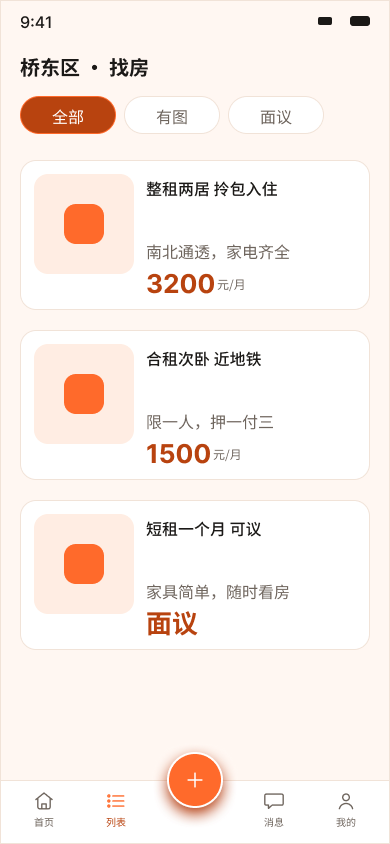 9:41
桥东区 · 找房
全部
有图
面议
整租两居 拎包入住
南北通透，家电齐全
3200元/月
合租次卧 近地铁
限一人，押一付三
1500元/月
短租一个月 可议
家具简单，随时看房
面议
首页
列表
消息
我的